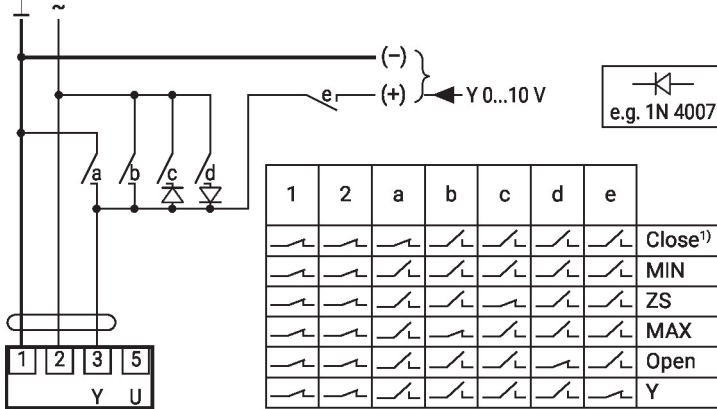 ⊥ ~
(−)
e (+) Y 0...10 V
e.g. 1N 4007
a b c d
1 2 a b c d e
Close¹⁾
MIN
ZS
MAX
Open
Y
1 2 3 5
Y U